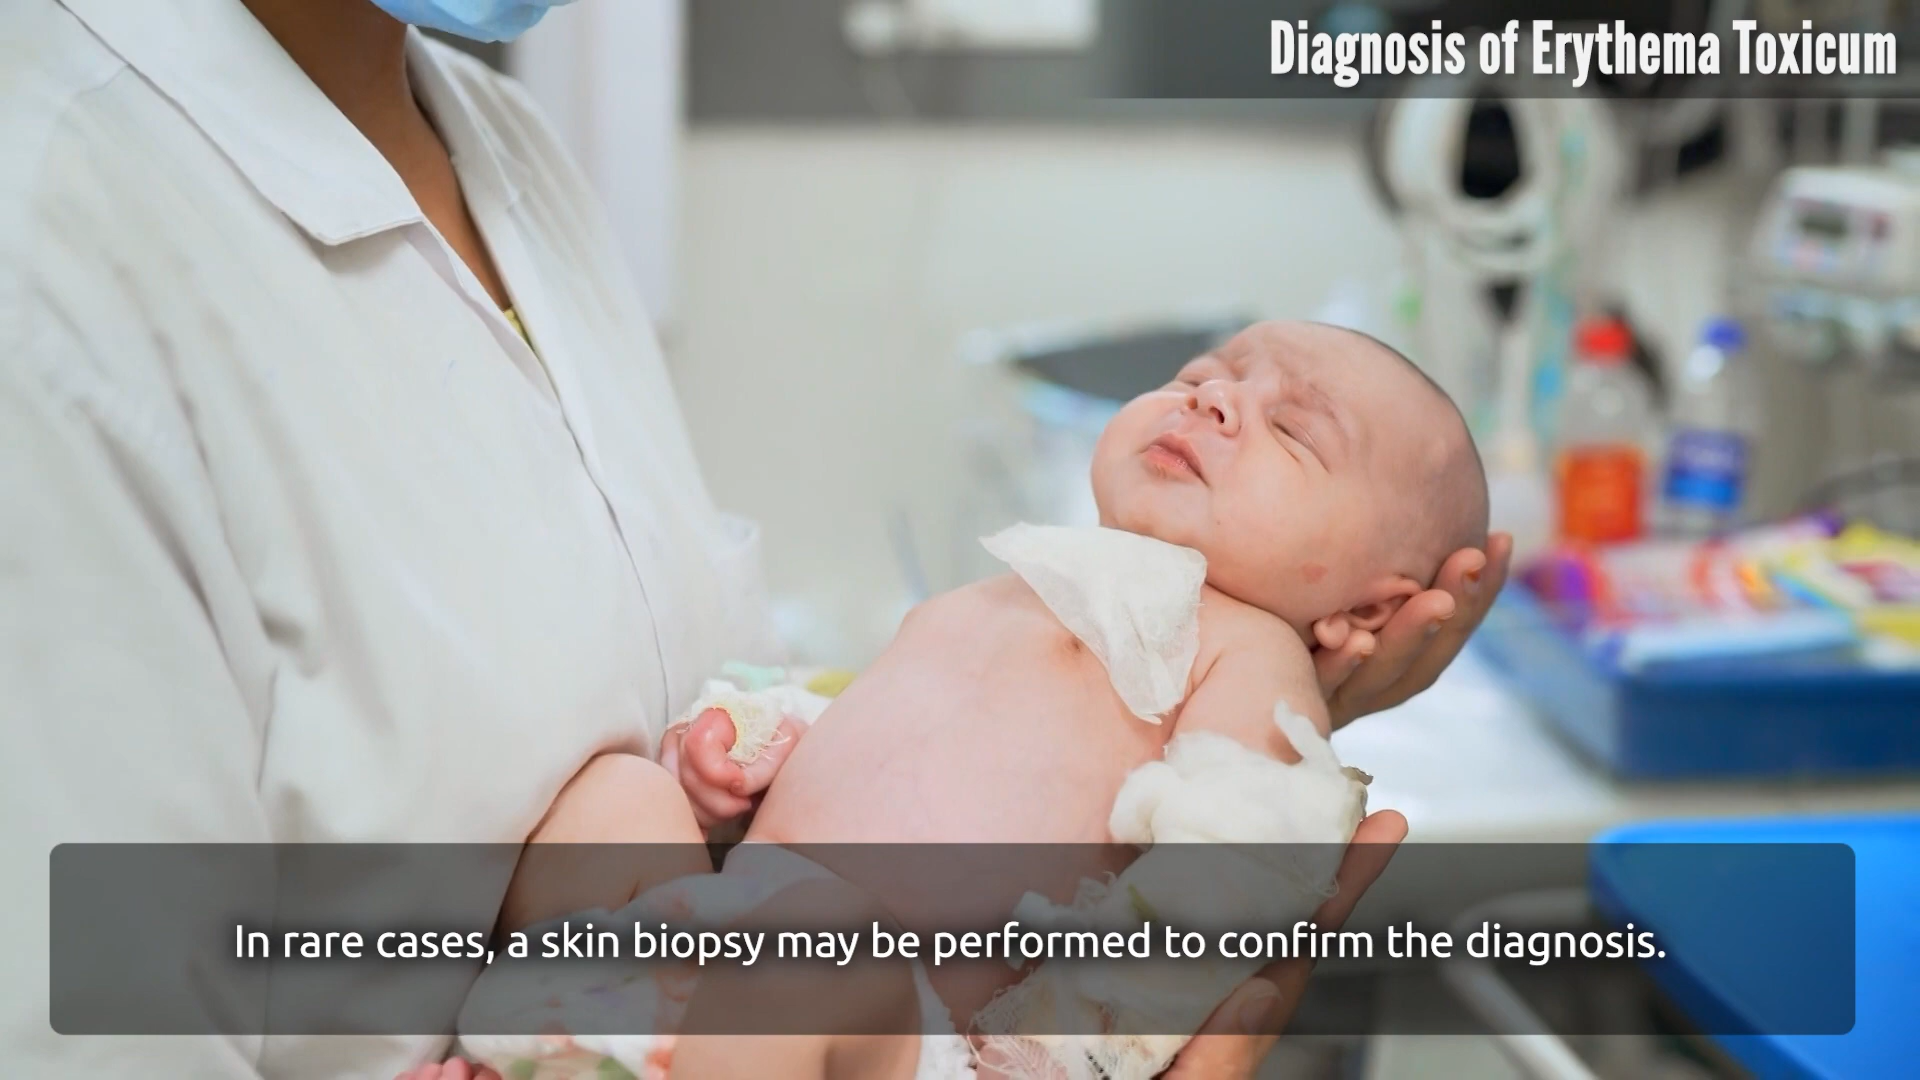 Diagnosis of Erythema Toxicum
In rare cases, a skin biopsy may be performed to confirm the diagnosis.